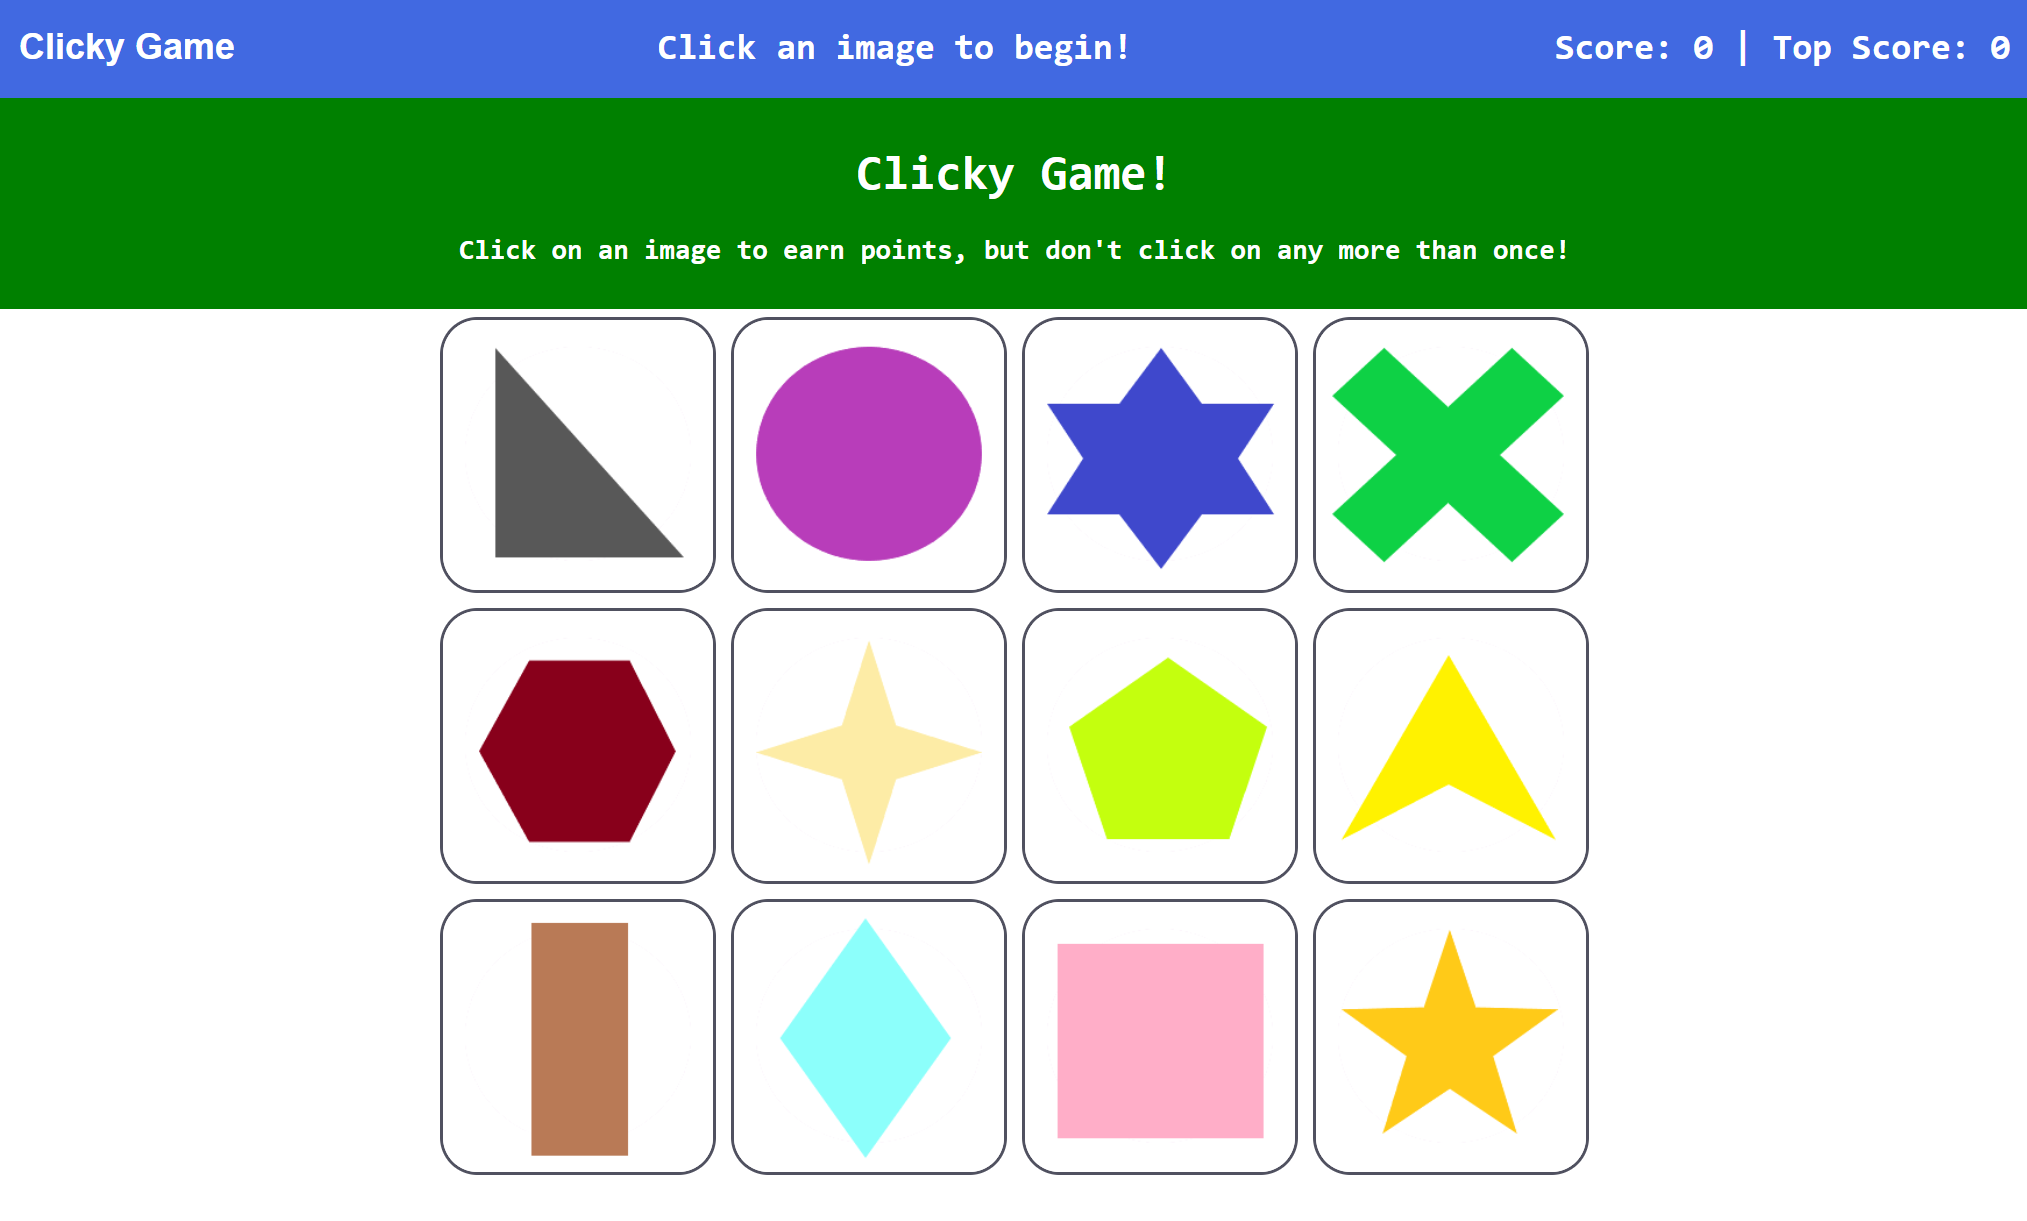 Clicky Game
Click an image to begin!
Score: 0 | Top Score: 0
Clicky Game!
Click on an image to earn points, but don't click on any more than once!